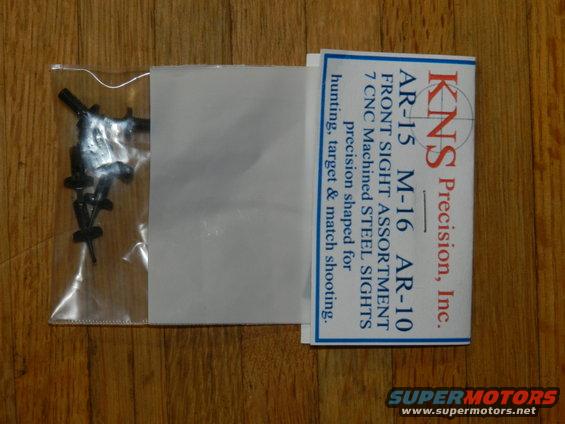 KNS Precision, Inc.
AR-15 M-16 AR-10
FRONT SIGHT ASSORTMENT
7 CNC Machined STEEL SIGHTS
precision shaped for
hunting, target & match shooting.
SUPERMOTORS
www.supermotors.net